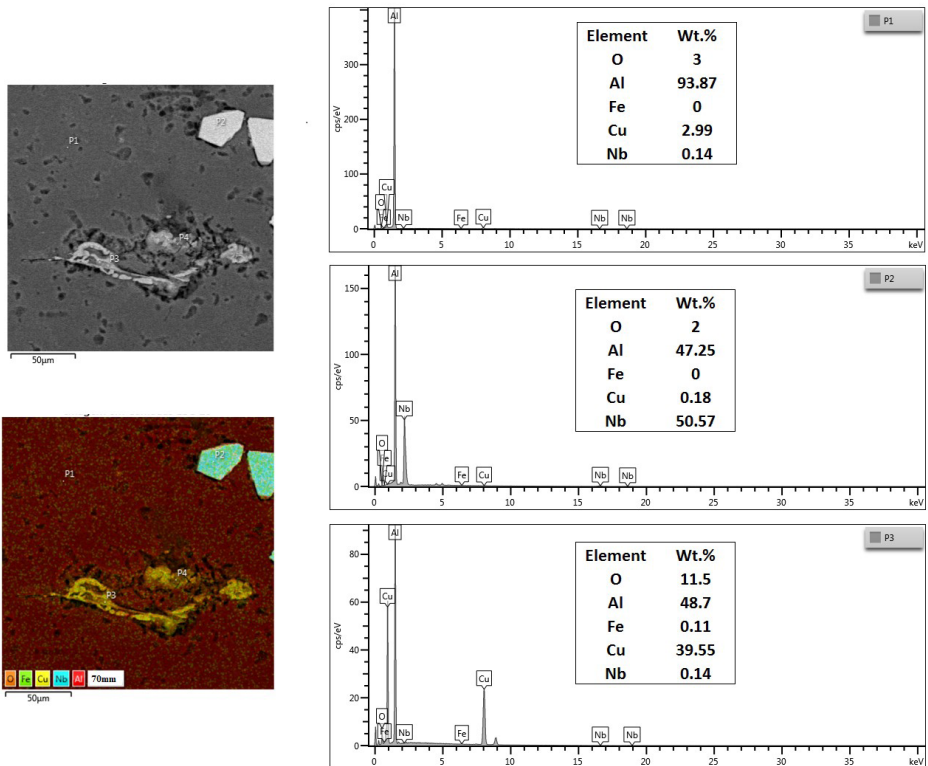 P1
P2
P3
P4
50µm
P1
P2
P3
P4
O Fe Cu Nb Al 70mm
50µm
P1
cps/eV
300
200
100
0
Al
Cu
O
Fe
Nb
Fe
Cu
Nb
Nb
Element Wt.%
O 3
Al 93.87
Fe 0
Cu 2.99
Nb 0.14
0 5 10 15 20 25 30 35 keV
P2
cps/eV
150
100
50
0
Al
Nb
O
Fe
Cu
Fe
Cu
Nb
Nb
Element Wt.%
O 2
Al 47.25
Fe 0
Cu 0.18
Nb 50.57
0 5 10 15 20 25 30 35 keV
P3
cps/eV
80
60
40
20
0
Al
Cu
O
Fe
Nb
Fe
Cu
Nb
Nb
Element Wt.%
O 11.5
Al 48.7
Fe 0.11
Cu 39.55
Nb 0.14
0 5 10 15 20 25 30 35 keV